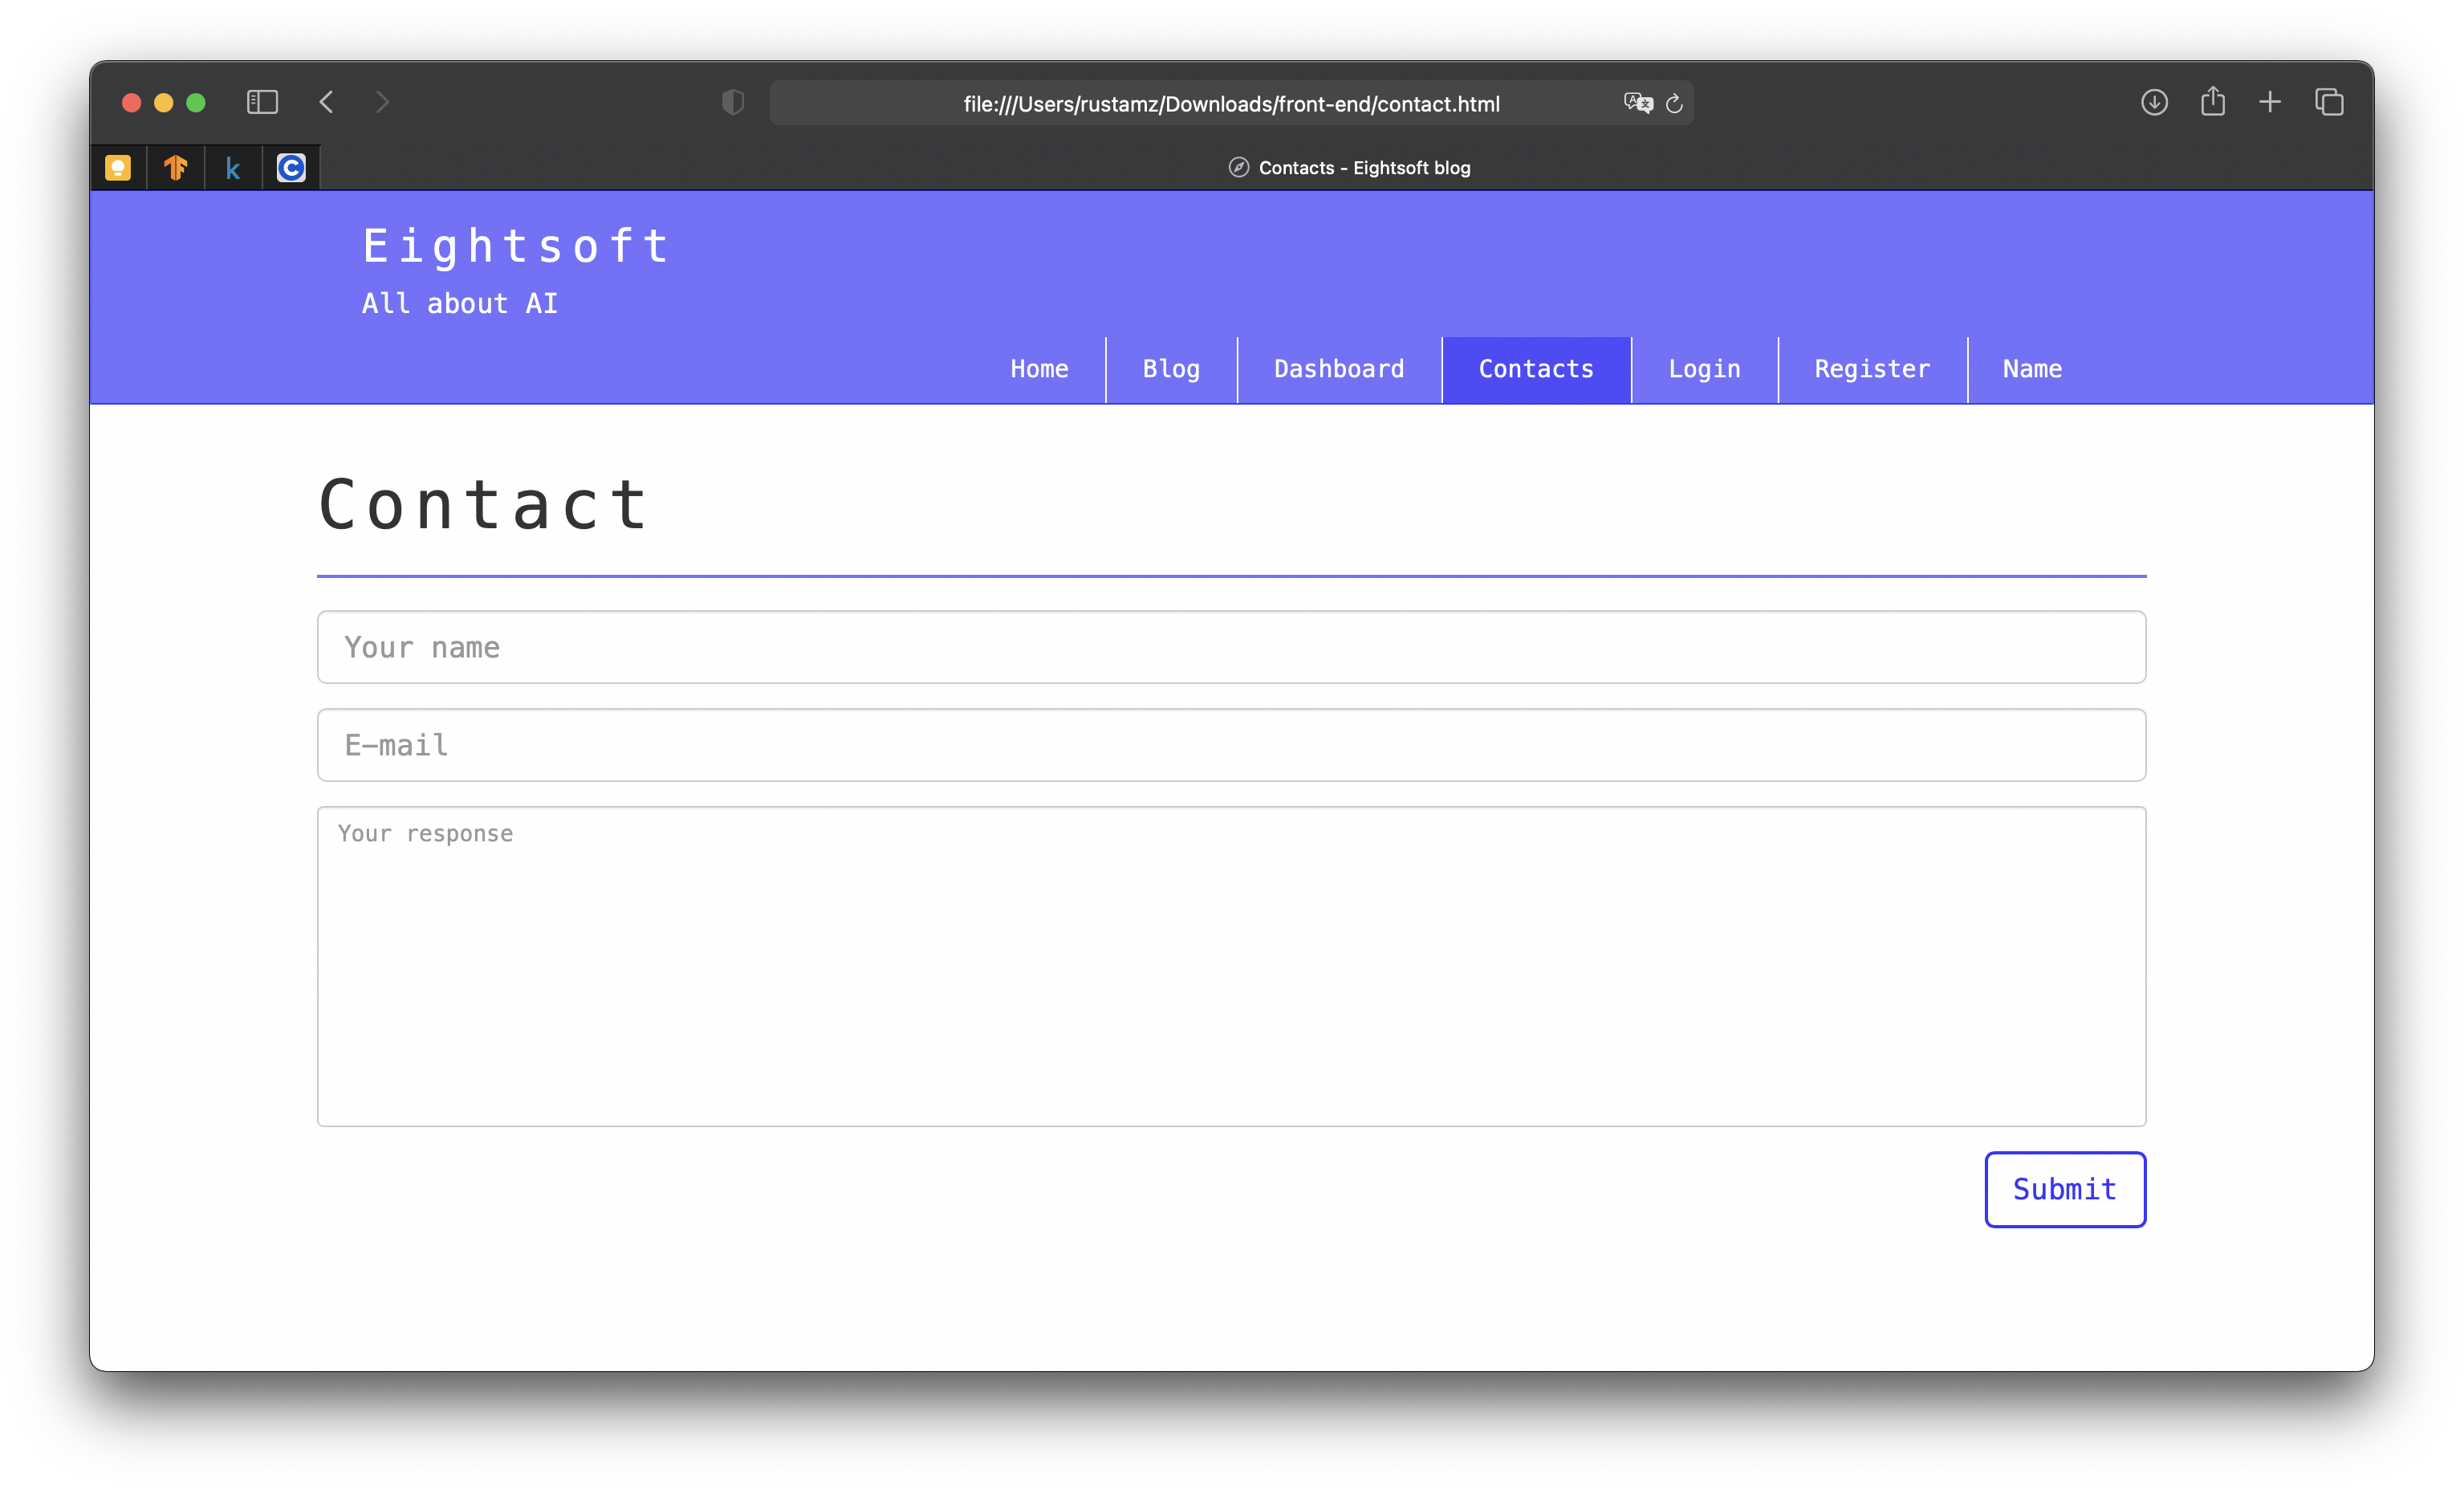 file:///Users/rustamz/Downloads/front-end/contact.html
Contacts - Eightsoft blog
Eightsoft
All about AI
Home Blog Dashboard Contacts Login Register Name
Contact
Your name
E-mail
Your response
Submit